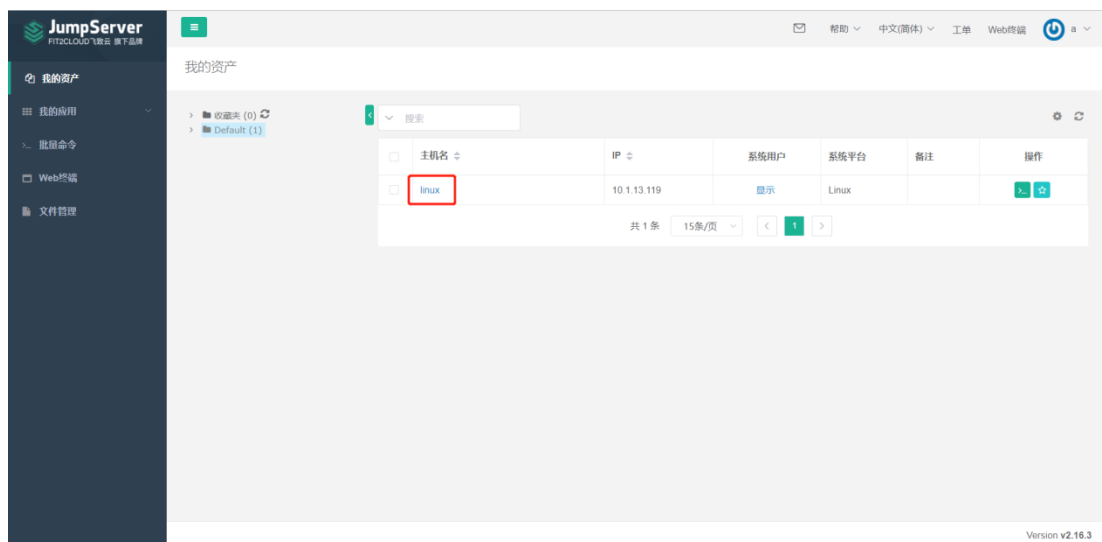 JumpServer
FIT2CLOUD飞致云 旗下品牌
帮助 中文(简体) 工单 Web终端 a
我的资产
我的应用
批量命令
Web终端
文件管理
我的资产
收藏夹 (0)
Default (1)
搜索
主机名 IP 系统用户 系统平台 备注 操作
linux 10.1.13.119 显示 Linux
共 1 条 15条/页 < 1 >
Version v2.16.3